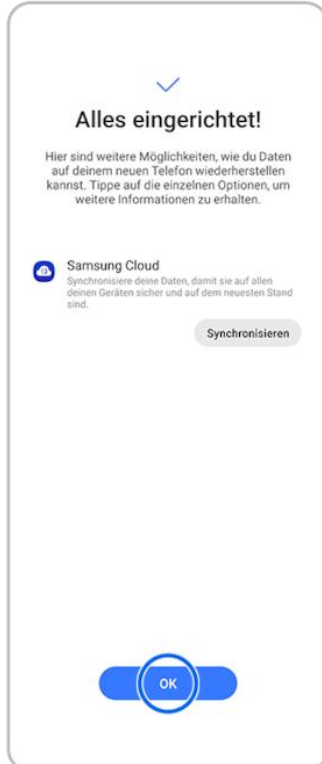 Alles eingerichtet!
Hier sind weitere Möglichkeiten, wie du Daten
auf deinem neuen Telefon wiederherstellen
kannst. Tippe auf die einzelnen Optionen, um
weitere Informationen zu erhalten.
Samsung Cloud
Synchronisiere deine Daten, damit sie auf allen
deinen Geräten sicher und auf dem neuesten Stand
sind.
Synchronisieren
OK